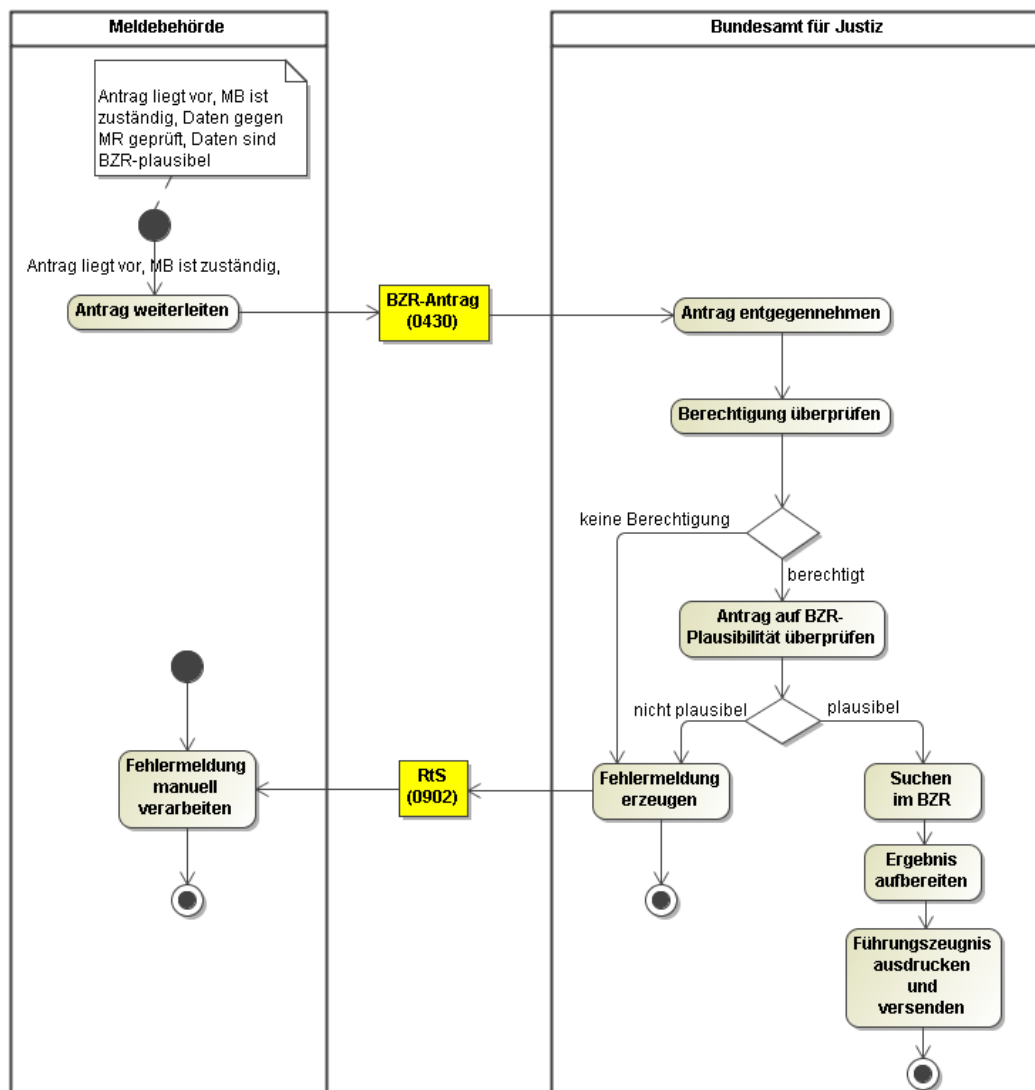 Meldebehörde
Bundesamt für Justiz
Antrag liegt vor, MB ist
zuständig, Daten gegen
MR geprüft, Daten sind
BZR-plausibel
Antrag liegt vor, MB ist zuständig,
Antrag weiterleiten
BZR-Antrag
(0430)
Antrag entgegennehmen
Berechtigung überprüfen
keine Berechtigung
berechtigt
Antrag auf BZR-
Plausibilität überprüfen
nicht plausibel
plausibel
Fehlermeldung
manuell
verarbeiten
RtS
(0902)
Fehlermeldung
erzeugen
Suchen
im BZR
Ergebnis
aufbereiten
Führungszeugnis
ausdrucken
und
versenden